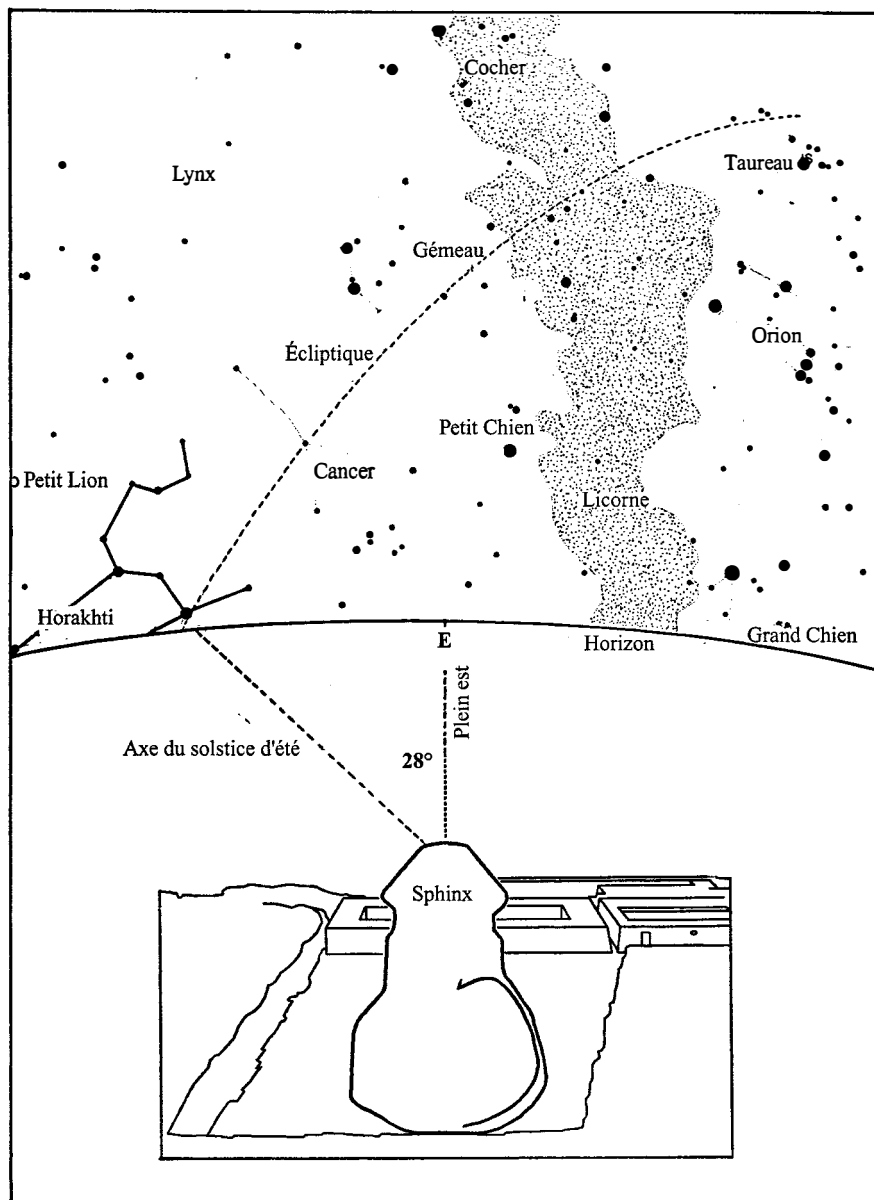 Cocher
Taureau
Lynx
Gémeau
Orion
Écliptique
Petit Chien
Cancer
Petit Lion
Licorne
Horakhti
E
Horizon
Grand Chien
Plein est
Axe du solstice d'été
28°
Sphinx